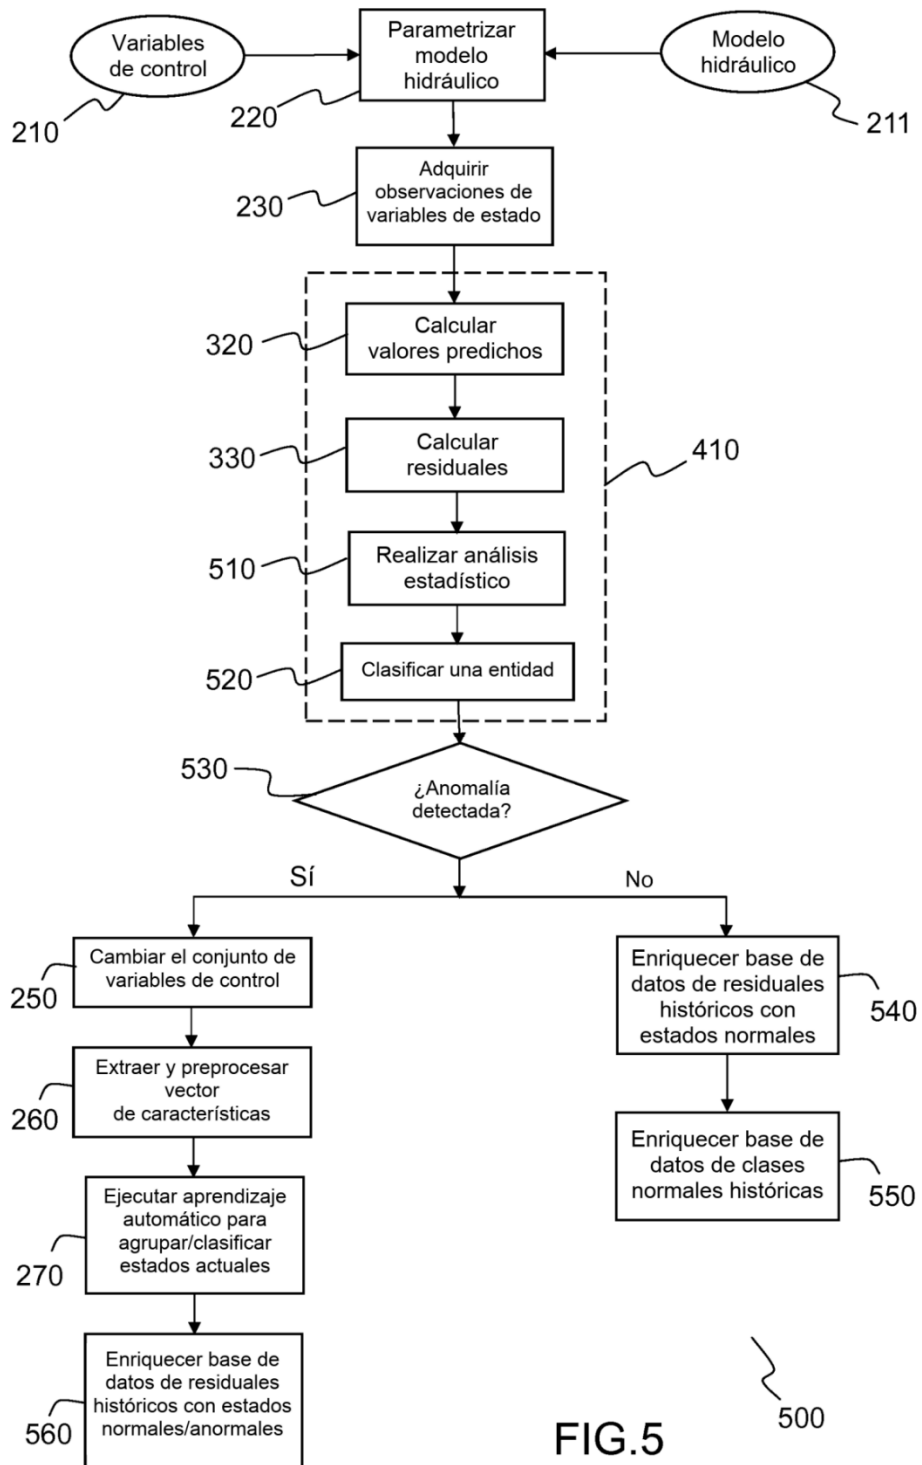 Variables
de control
210
Parametrizar
modelo
hidráulico
220
Modelo
hidráulico
211
Adquirir
observaciones de
variables de estado
230
Calcular
valores predichos
320
Calcular
residuales
330
410
Realizar análisis
estadístico
510
Clasificar una entidad
520
¿Anomalía
detectada?
530
Sí
No
Cambiar el conjunto de
variables de control
250
Enriquecer base de
datos de residuales
históricos con
estados normales
540
Extraer y preprocesar
vector
de características
260
Enriquecer base de
datos de clases
normales históricas
550
Ejecutar aprendizaje
automático para
agrupar/clasificar
estados actuales
270
Enriquecer base de
datos de residuales
históricos con estados
normales/anormales
560
500
FIG.5